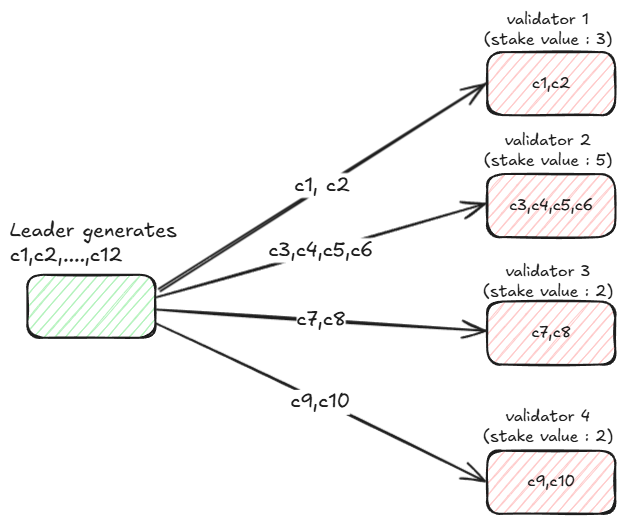 validator 1
(stake value : 3)
c1,c2
validator 2
(stake value : 5)
c1, c2
c3,c4,c5,c6
Leader generates
c1,c2,....,c12
c3,c4,c5,c6
validator 3
(stake value : 2)
c7,c8
c7,c8
c9,c10
validator 4
(stake value : 2)
c9,c10